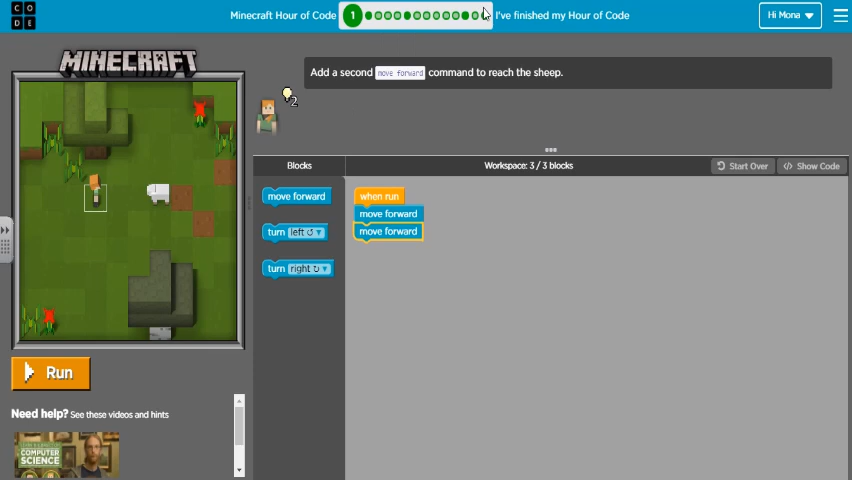 C O
D E
Minecraft Hour of Code
1
I've finished my Hour of Code
Hi Mona
MINECRAFT
Add a second move forward command to reach the sheep.
2
Blocks
Workspace: 3 / 3 blocks
Start Over
</> Show Code
move forward
turn left
turn right
when run
move forward
move forward
Run
Need help? See these videos and hints
COMPUTER
SCIENCE